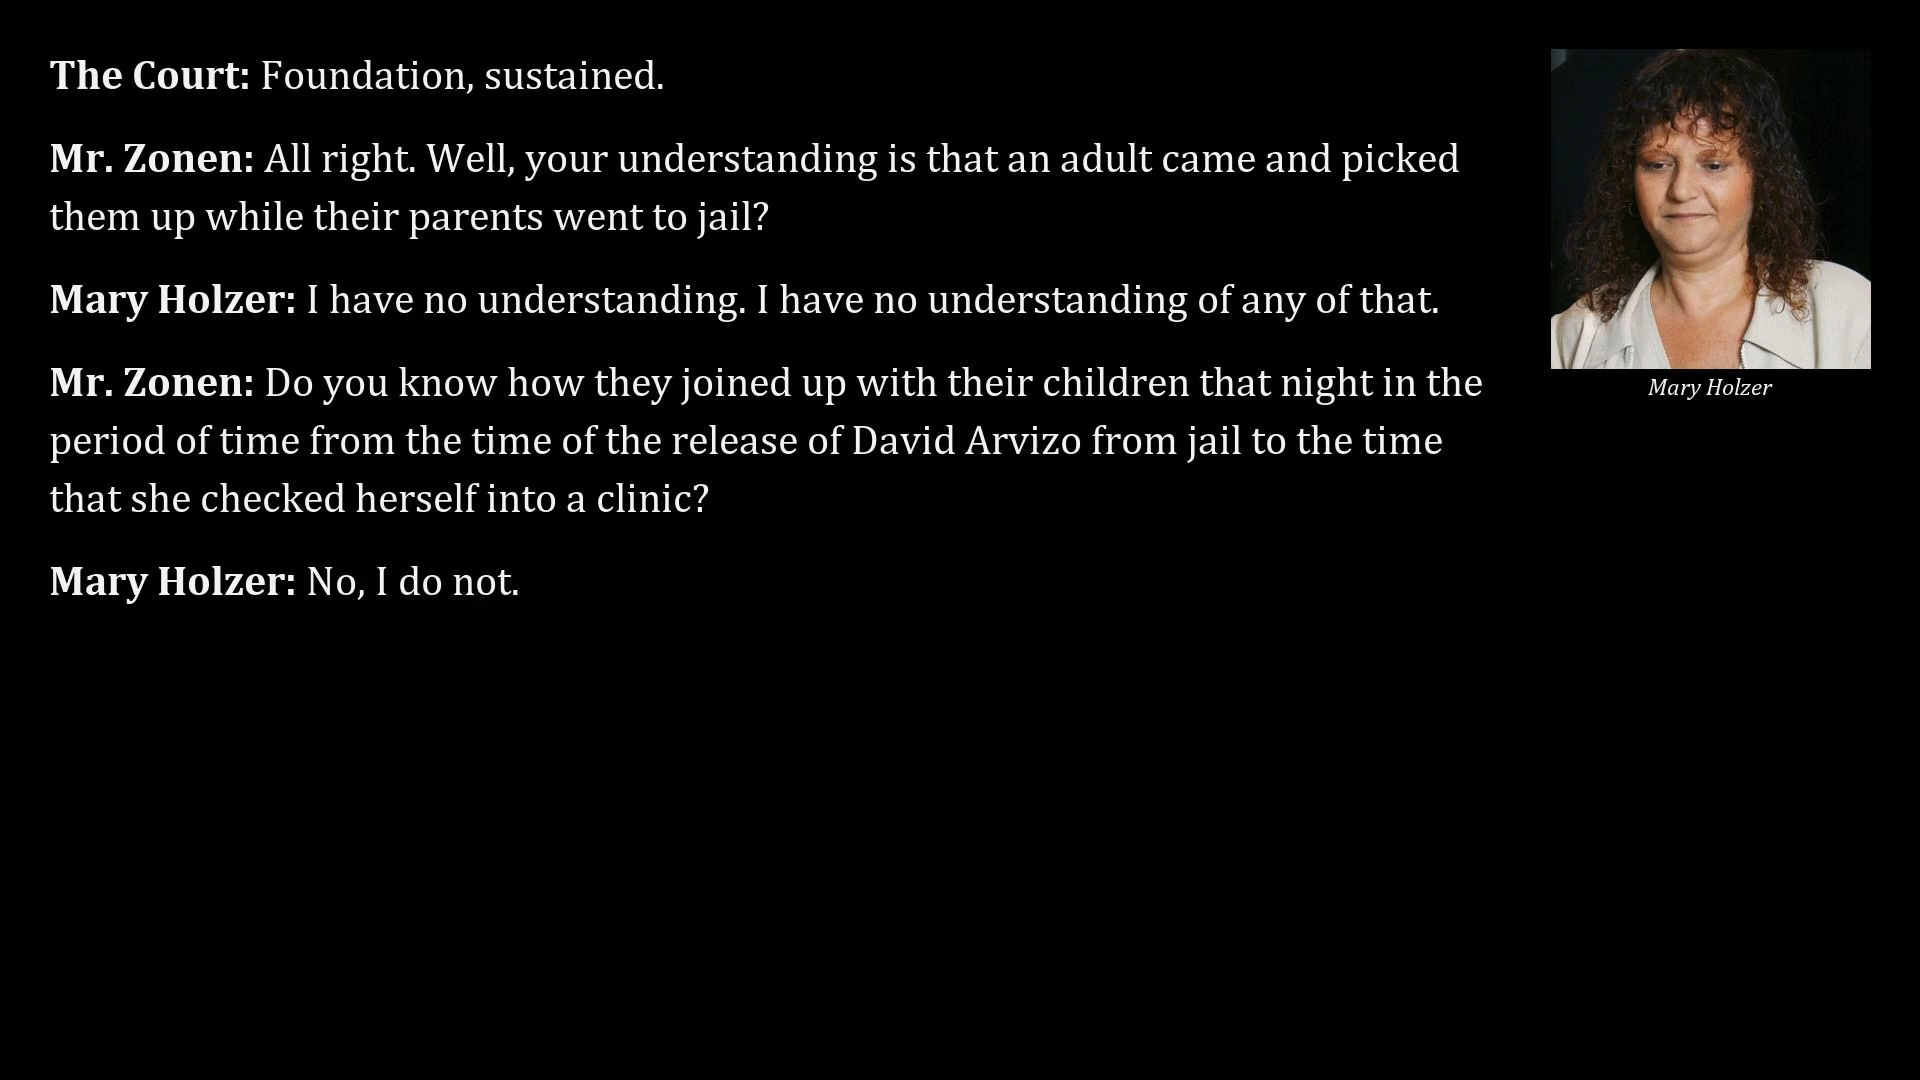 The Court: Foundation, sustained.
Mr. Zonen: All right. Well, your understanding is that an adult came and picked
them up while their parents went to jail?
Mary Holzer: I have no understanding. I have no understanding of any of that.
Mr. Zonen: Do you know how they joined up with their children that night in the
period of time from the time of the release of David Arvizo from jail to the time
that she checked herself into a clinic?
Mary Holzer: No, I do not.
Mary Holzer